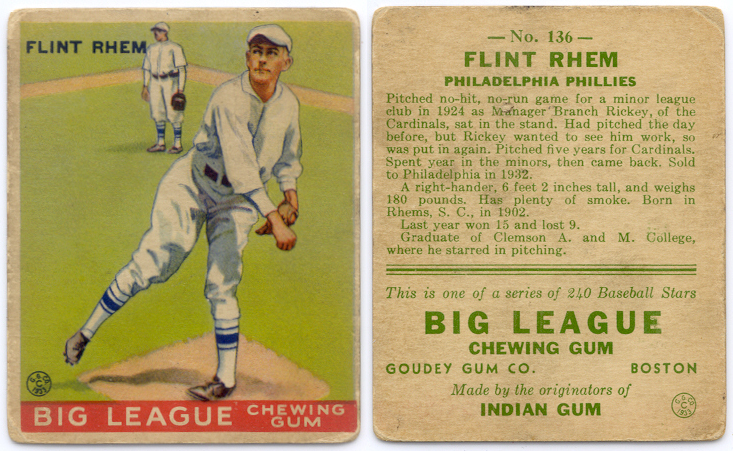 FLINT RHEM
BIG LEAGUE CHEWING GUM
— No. 136 —
FLINT RHEM
PHILADELPHIA PHILLIES
Pitched no-hit, no-run game for a minor league
club in 1924 as Manager Branch Rickey, of the
Cardinals, sat in the stand. Had pitched the day
before, but Rickey wanted to see him work, so
was put in again. Pitched five years for Cardinals.
Spent year in the minors, then came back. Sold
to Philadelphia in 1932.
A right-hander, 6 feet 2 inches tall, and weighs
180 pounds. Has plenty of smoke. Born in
Rhems, S. C., in 1902.
Last year won 15 and lost 9.
Graduate of Clemson A. and M. College,
where he starred in pitching.
This is one of a series of 240 Baseball Stars
BIG LEAGUE
CHEWING GUM
GOUDEY GUM CO. BOSTON
Made by the originators of
INDIAN GUM